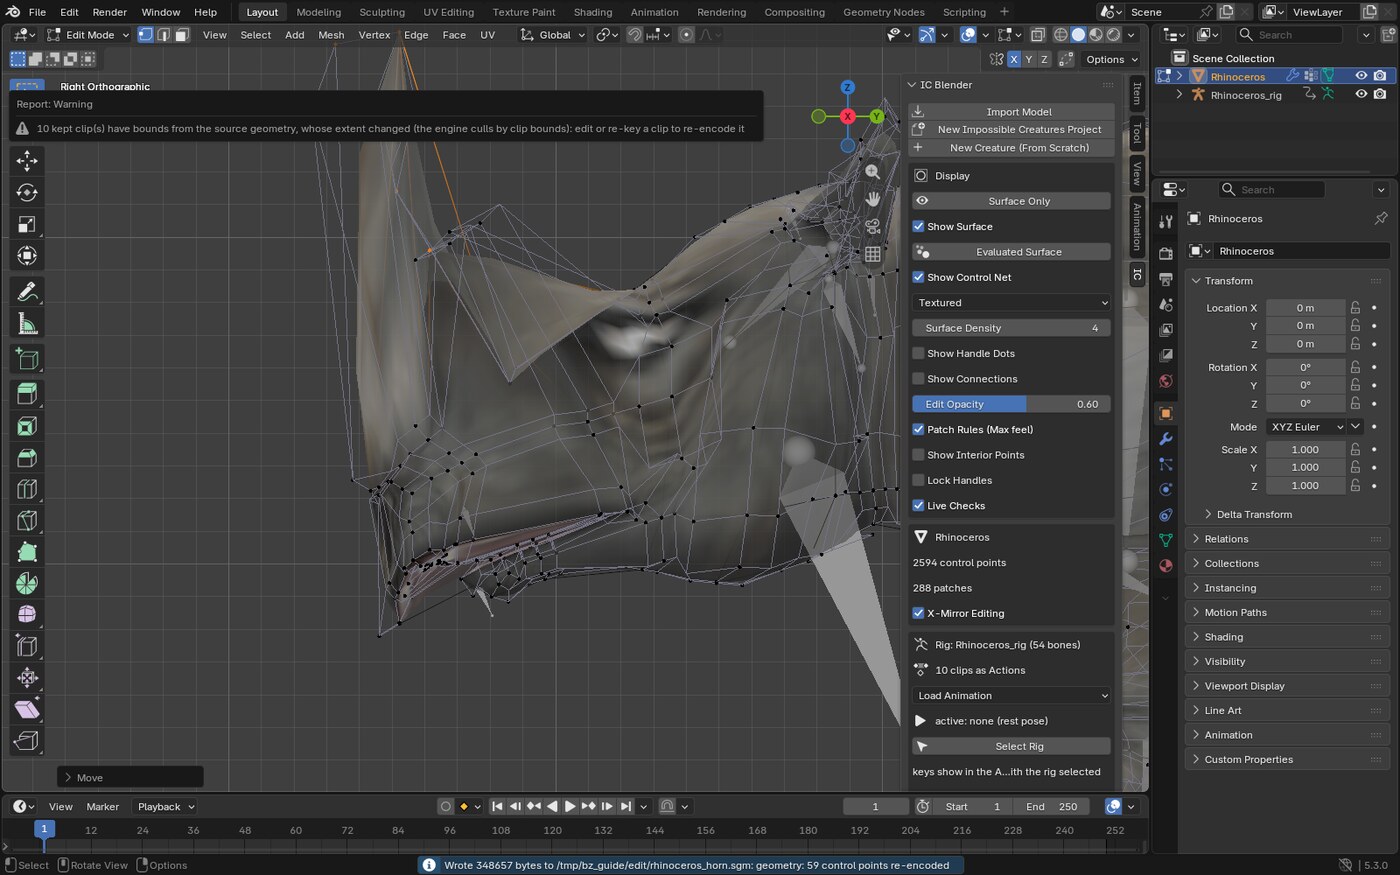 File Edit Render Window Help Layout Modeling Sculpting UV Editing Texture Paint Shading Animation Rendering Compositing Geometry Nodes Scripting Scene ViewLayer
Edit Mode View Select Add Mesh Vertex Edge Face UV Global Search
X Y Z Options
Scene Collection
Rhinoceros
Rhinoceros_rig
Right Orthographic
Report: Warning
10 kept clip(s) have bounds from the source geometry, whose extent changed (the engine culls by clip bounds): edit or re-key a clip to re-encode it
Z
X
Y
IC Blender
Import Model
New Impossible Creatures Project
New Creature (From Scratch)
Display
Surface Only
Show Surface
Evaluated Surface
Show Control Net
Textured
Surface Density 4
Show Handle Dots
Show Connections
Edit Opacity 0.60
Patch Rules (Max feel)
Show Interior Points
Lock Handles
Live Checks
Rhinoceros
2594 control points
288 patches
X-Mirror Editing
Rig: Rhinoceros_rig (54 bones)
10 clips as Actions
Load Animation
active: none (rest pose)
Select Rig
keys show in the A...ith the rig selected
Item
Tool
View
Animation
IC
Search
Rhinoceros
Rhinoceros
Transform
Location X 0 m
Y 0 m
Z 0 m
Rotation X 0°
Y 0°
Z 0°
Mode XYZ Euler
Scale X 1.000
Y 1.000
Z 1.000
Delta Transform
Relations
Collections
Instancing
Motion Paths
Shading
Visibility
Viewport Display
Line Art
Animation
Custom Properties
Move
View Marker Playback 1 Start 1 End 250
1 12 24 36 48 60 72 84 96 108 120 132 144 156 168 180 192 204 216 228 240 252
Select Rotate View Options Wrote 348657 bytes to /tmp/bz_guide/edit/rhinoceros_horn.sgm: geometry: 59 control points re-encoded 5.3.0